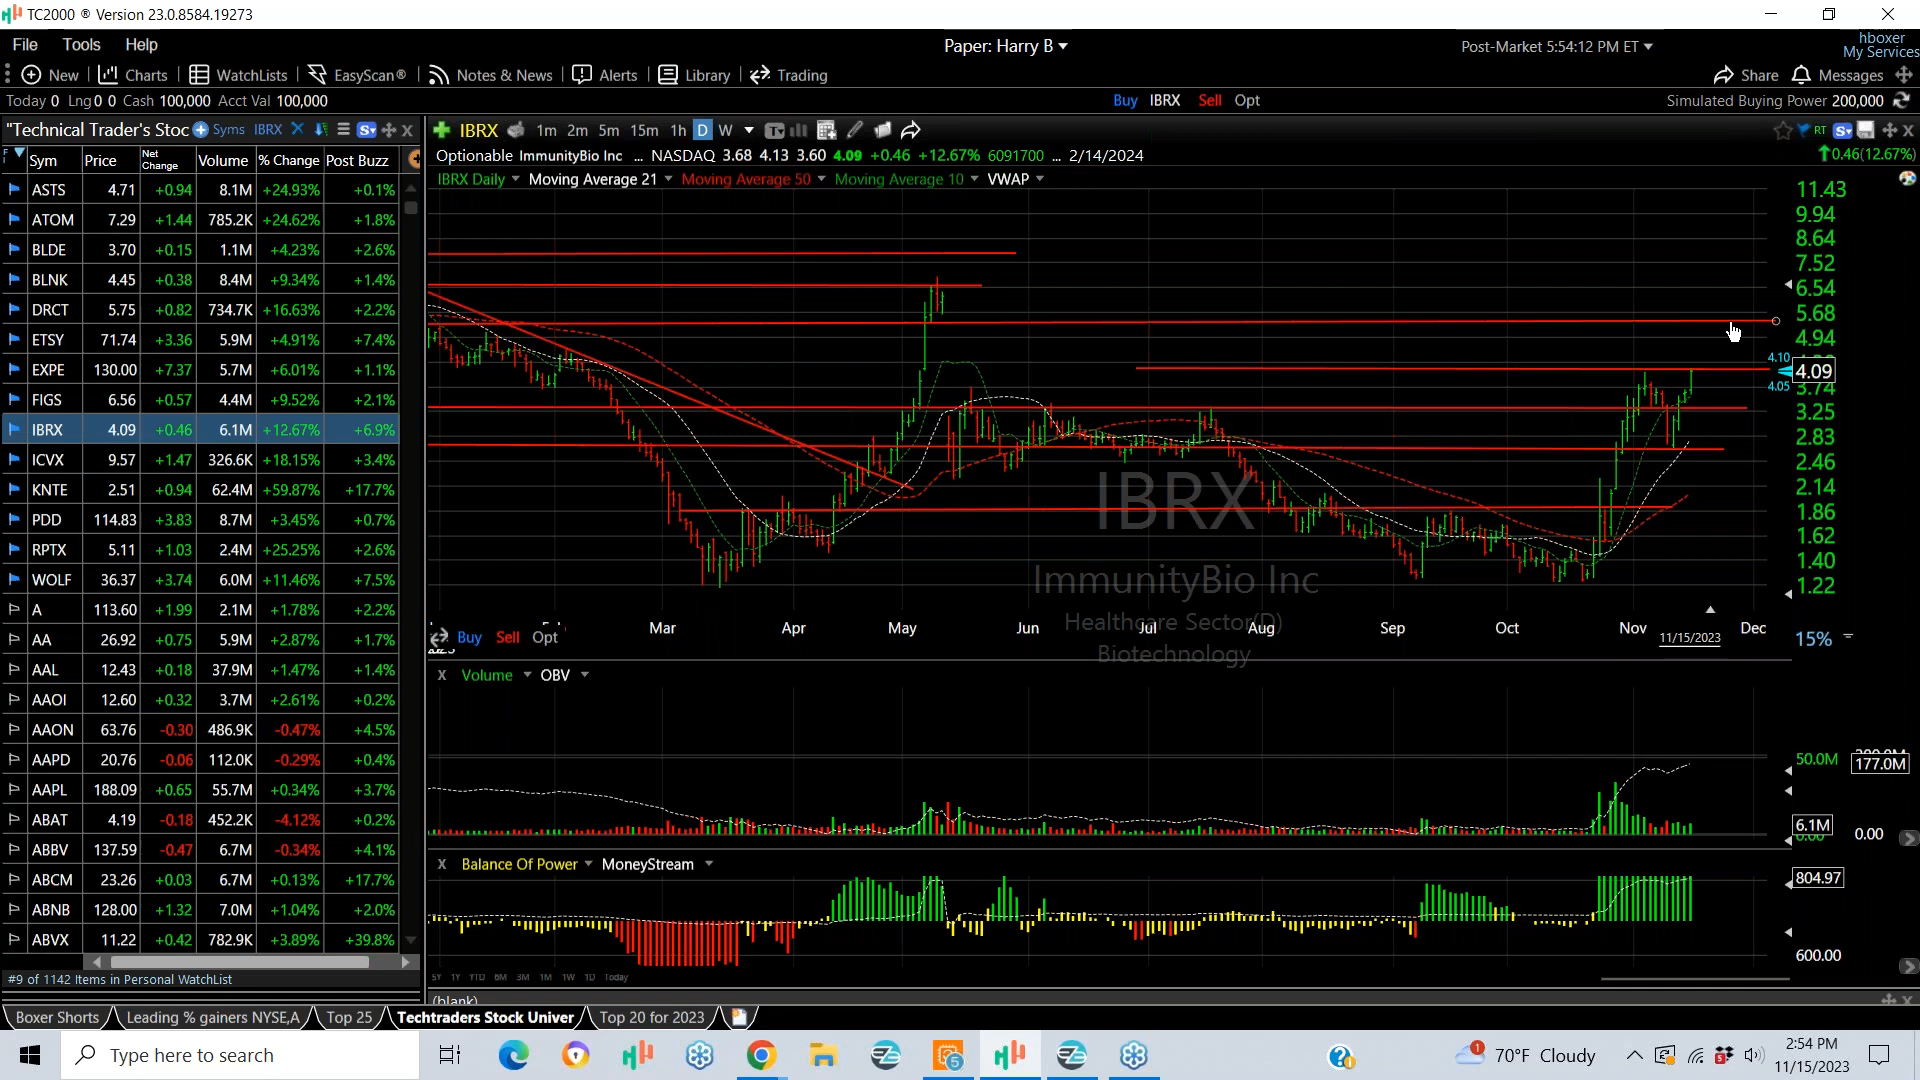 TC2000 ® Version 23.0.8584.19273
File Tools Help
Paper: Harry B
Post-Market 5:54:12 PM ET
hboxer
My Services
New Charts WatchLists EasyScan® Notes & News Alerts Library Trading
Share Messages
Today 0 Lng 0 0 Cash 100,000 Acct Val 100,000
Buy IBRX Sell Opt
Simulated Buying Power 200,000
"Technical Trader's Stoc Syms IBRX
IBRX 1m 2m 5m 15m 1h D W
RT
Optionable ImmunityBio Inc ... NASDAQ 3.68 4.13 3.60 4.09 +0.46 +12.67% 6091700 ... 2/14/2024
0.46(12.67%)
IBRX Daily Moving Average 21 Moving Average 50 Moving Average 10 VWAP
Sym Price Net Change Volume % Change Post Buzz
ASTS 4.71 +0.94 8.1M +24.93% +0.1%
ATOM 7.29 +1.44 785.2K +24.62% +1.8%
BLDE 3.70 +0.15 1.1M +4.23% +2.6%
BLNK 4.45 +0.38 8.4M +9.34% +1.4%
DRCT 5.75 +0.82 734.7K +16.63% +2.2%
ETSY 71.74 +3.36 5.9M +4.91% +7.4%
EXPE 130.00 +7.37 5.7M +6.01% +1.1%
FIGS 6.56 +0.57 4.4M +9.52% +2.1%
IBRX 4.09 +0.46 6.1M +12.67% +6.9%
ICVX 9.57 +1.47 326.6K +18.15% +3.4%
KNTE 2.51 +0.94 62.4M +59.87% +17.7%
PDD 114.83 +3.83 8.7M +3.45% +0.7%
RPTX 5.11 +1.03 2.4M +25.25% +2.6%
WOLF 36.37 +3.74 6.0M +11.46% +7.5%
A 113.60 +1.99 2.1M +1.78% +2.2%
AA 26.92 +0.75 5.9M +2.87% +1.7%
AAL 12.43 +0.18 37.9M +1.47% +1.4%
AAOI 12.60 +0.32 3.7M +2.61% +0.2%
AAON 63.76 -0.30 486.9K -0.47% +4.5%
AAPD 20.76 -0.06 112.0K -0.29% +0.4%
AAPL 188.09 +0.65 55.7M +0.34% +3.7%
ABAT 4.19 -0.18 452.2K -4.12% +0.2%
ABBV 137.59 -0.47 6.7M -0.34% +4.1%
ABCM 23.26 +0.03 6.7M +0.13% +17.7%
ABNB 128.00 +1.32 7.0M +1.04% +2.0%
ABVX 11.22 +0.42 782.9K +3.89% +39.8%
#9 of 1142 Items in Personal WatchList
11.43
9.94
8.64
7.52
6.54
5.68
4.94
4.10
4.09
4.05
3.74
3.25
2.83
2.46
2.14
1.86
1.62
1.40
1.22
IBRX
ImmunityBio Inc
Healthcare Sector(D)
Biotechnology
Mar Apr May Jun Jul Aug Sep Oct Nov 11/15/2023 Dec
Buy Sell Opt
15%
X Volume OBV
50.0M
177.0M
6.1M
0.00
X Balance Of Power MoneyStream
804.97
600.00
5Y 1Y YTD 6M 3M 1M 1W 1D Today
(blank)
Boxer Shorts Leading % gainers NYSE,A Top 25 Techtraders Stock Univer Top 20 for 2023
Type here to search
5
1
70°F Cloudy
2:54 PM
11/15/2023